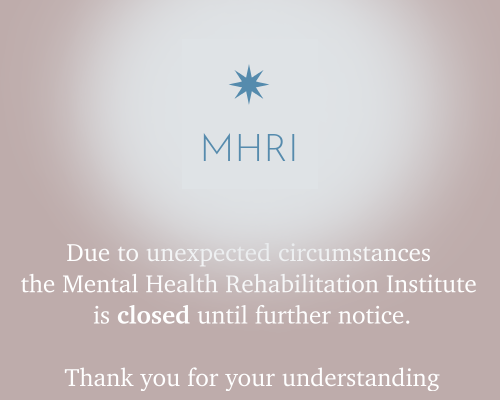 MHRI
Due to unexpected circumstances
the Mental Health Rehabilitation Institute
is closed until further notice.
Thank you for your understanding